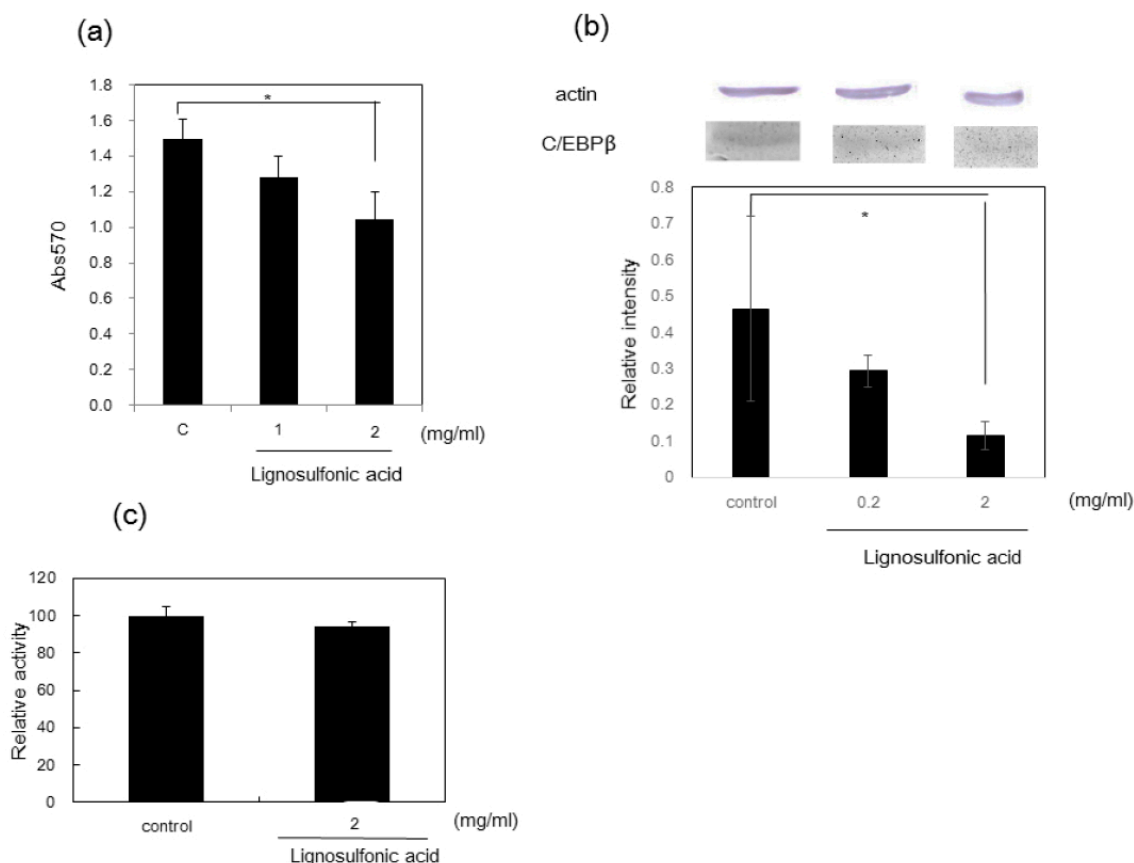 (a)
1.8
1.6
1.4
1.2
1.0
0.8
0.6
0.4
0.2
0.0
Abs570
*
C
1
2
(mg/ml)
Lignosulfonic acid
(b)
actin
C/EBPβ
0.8
0.7
0.6
0.5
0.4
0.3
0.2
0.1
0
Relative intensity
*
control
0.2
2
(mg/ml)
Lignosulfonic acid
(c)
120
100
80
60
40
20
0
Relative activity
control
2
(mg/ml)
Lignosulfonic acid